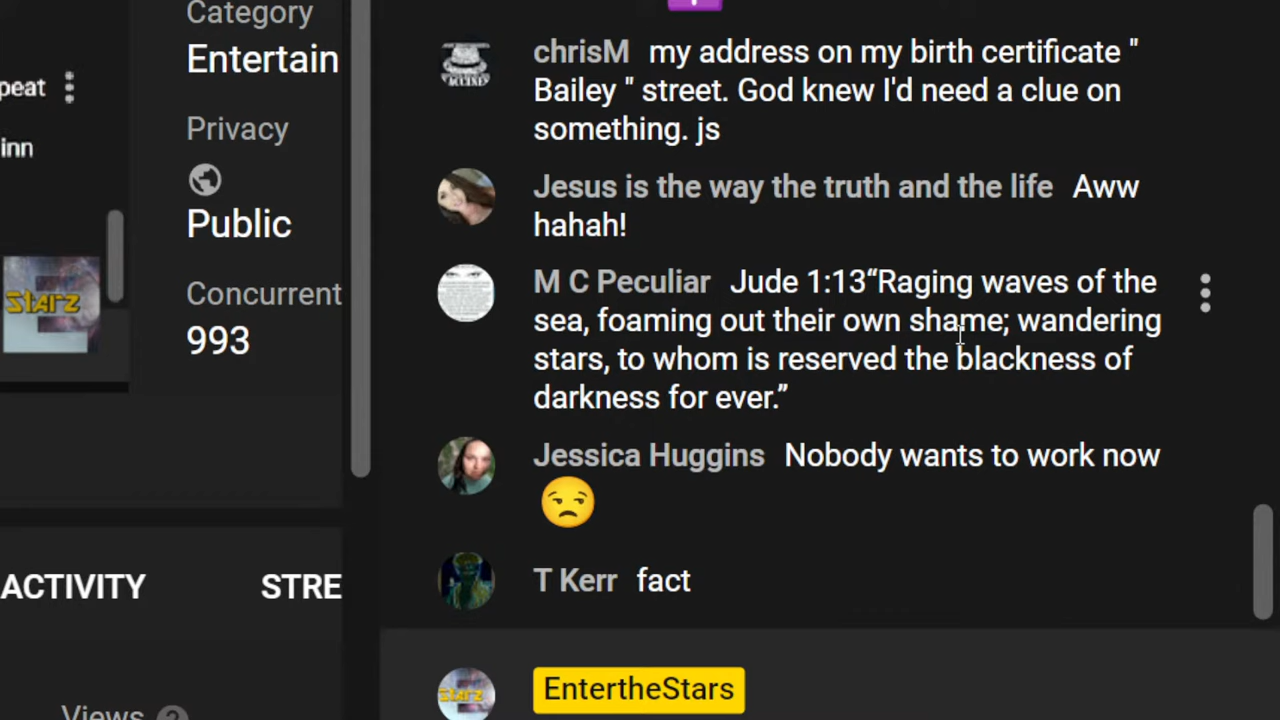 Category
Entertain
Privacy
Public
Concurrent
993
peat
inn
Starz
ACTIVITY STRE
Views ?
chrisM my address on my birth certificate "
Bailey " street. God knew I'd need a clue on
something. js
Jesus is the way the truth and the life Aww
hahah!
M C Peculiar Jude 1:13“Raging waves of the
sea, foaming out their own shame; wandering
stars, to whom is reserved the blackness of
darkness for ever.”
Jessica Huggins Nobody wants to work now
T Kerr fact
Starz
EntertheStars